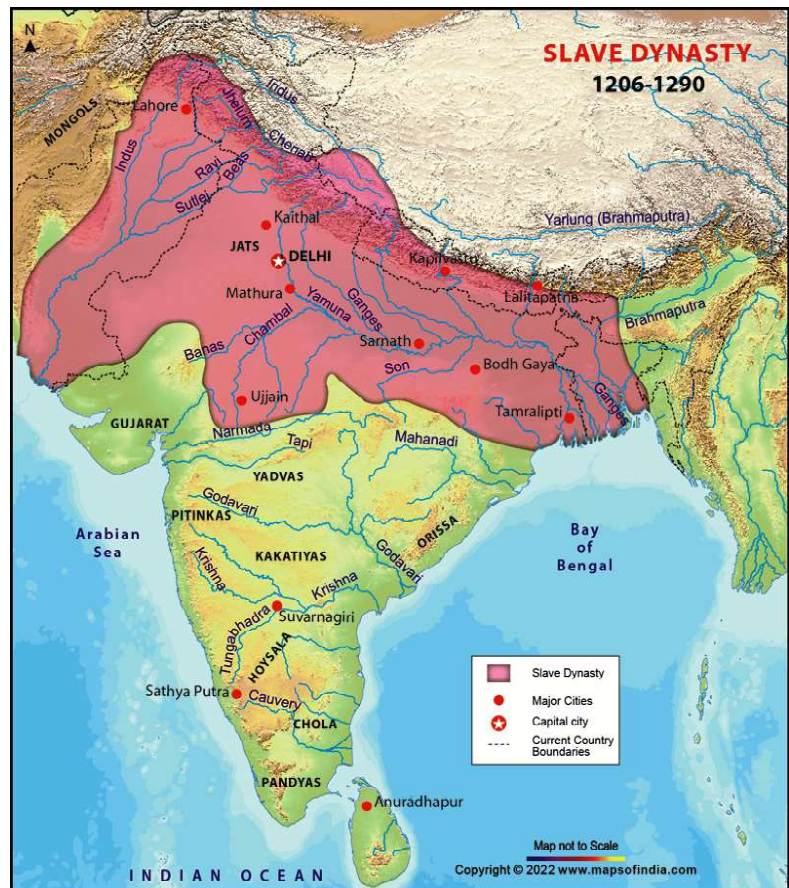 N
SLAVE DYNASTY
1206-1290
MONGOLS
Lahore
Indus
Jhelum
Chenab
Indus
Ravi
Beas
Sutlej
Yarlung (Brahmaputra)
Kaithal
JATS
DELHI
Kapilvastu
Lalitapatna
Mathura
Yamuna
Ganges
Brahmaputra
Banas
Chambal
Sarnath
Son
Bodh Gaya
Ganges
Ujjain
Tamralipti
GUJARAT
Narmada
Tapi
Mahanadi
YADVAS
Godavari
PITINKAS
ORISSA
Arabian
Sea
Bay
of
Bengal
KAKATIYAS
Godavari
Krishna
Krishna
Tungabhadra
Suvarnagiri
HOYSALA
Sathya Putra
Cauvery
CHOLA
PANDYAS
Anuradhapur
Slave Dynasty
Major Cities
Capital city
Current Country
Boundaries
Map not to Scale
Copyright © 2022 www.mapsofindia.com
INDIAN OCEAN